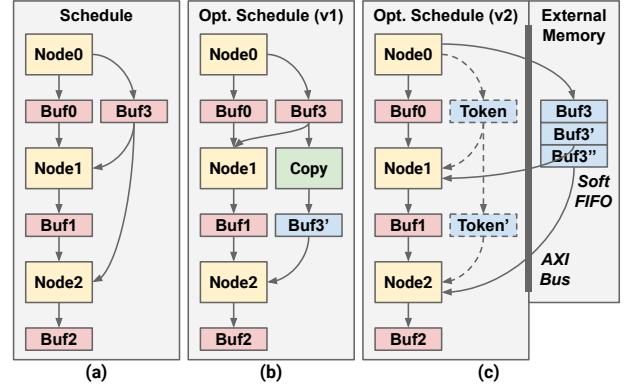 Schedule
Node0
Buf0
Buf3
Node1
Buf1
Node2
Buf2
(a)
Opt. Schedule (v1)
Node0
Buf0
Buf3
Node1
Copy
Buf1
Buf3'
Node2
Buf2
(b)
Opt. Schedule (v2)
Node0
Buf0
Token
Node1
Buf1
Token'
Node2
Buf2
(c)
External
Memory
Buf3
Buf3'
Buf3''
Soft
FIFO
AXI
Bus